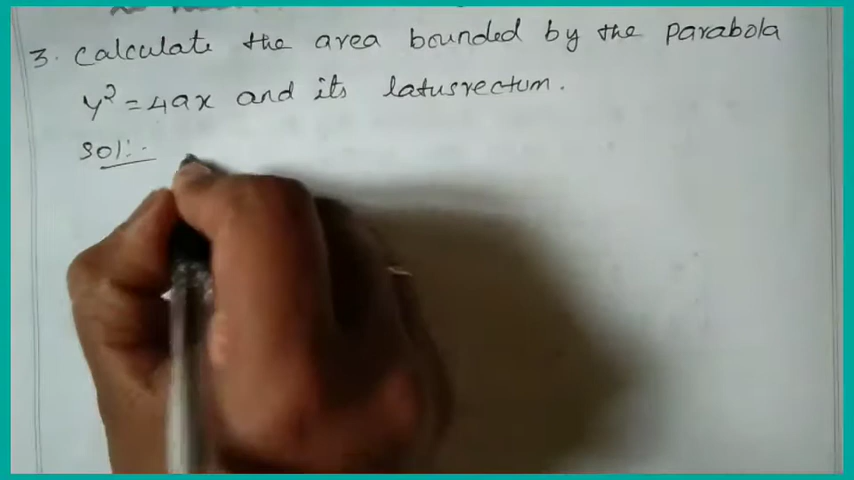 3. Calculate the area bounded by the parabola
y² = 4ax and its latusrectum.
Sol:-